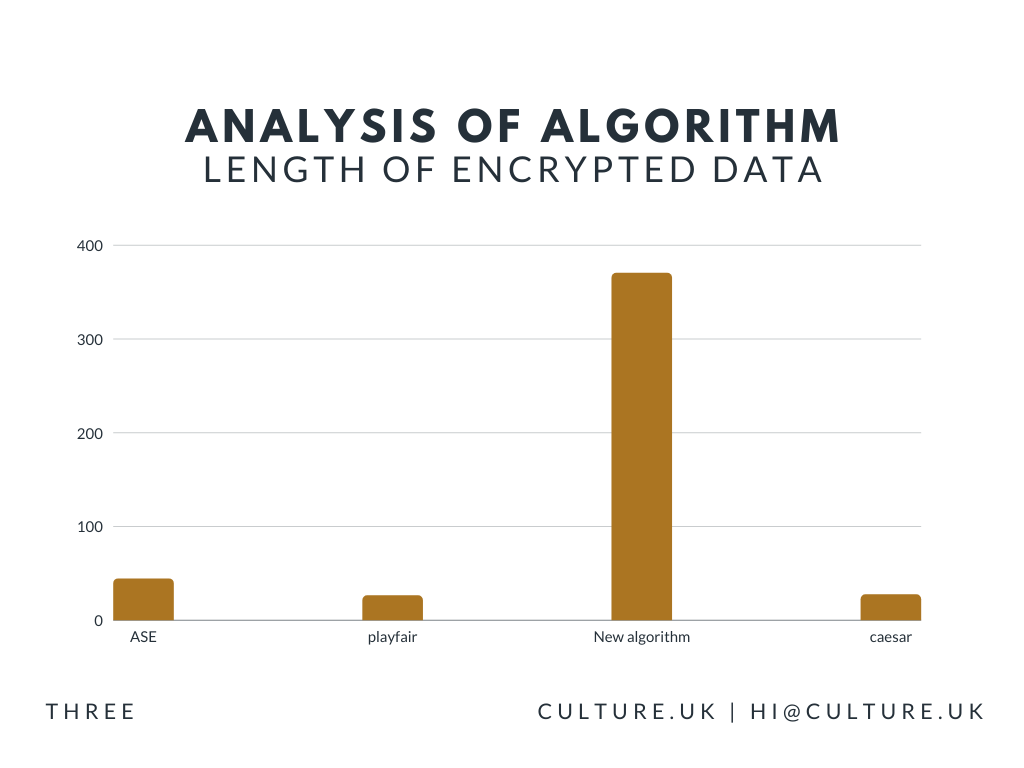 ANALYSIS OF ALGORITHM
LENGTH OF ENCRYPTED DATA
400
300
200
100
0
ASE playfair New algorithm caesar
THREE CULTURE.UK | HI@CULTURE.UK